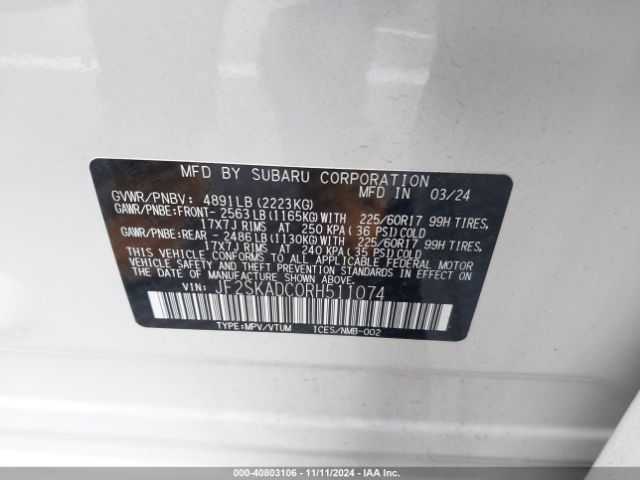 MFD BY SUBARU CORPORATION
MFD IN 03/24
GVWR/PNBV: 4891LB(2223KG)
GAWR/PNBE:FRONT- 2563LB(1165KG)WITH 225/60R17 99H TIRES,
17X7J RIMS AT 250 KPA(36 PSI)COLD
GAWR/PNBE:REAR - 2486LB(1130KG)WITH 225/60R17 99H TIRES,
17X7J RIMS AT 240 KPA(35 PSI)COLD
THIS VEHICLE CONFORMS TO ALL APPLICABLE FEDERAL MOTOR
VEHICLE SAFETY AND BUMPER STANDARDS IN EFFECT ON
THE DATE OF MANUFACTURE SHOWN ABOVE.
VIN: JF2SKADC0RH511074
TYPE:MPV/VTUM ICES/NMB-002
000-40803106 - 11/11/2024 - IAAI.com